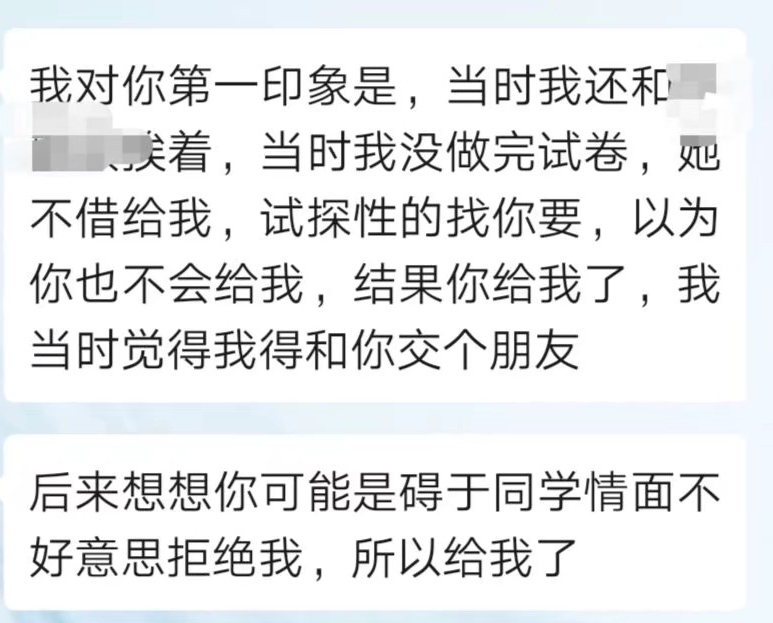 我对你第一印象是，当时我还和
挨着，当时我没做完试卷，她
不借给我，试探性的找你要，以为
你也不会给我，结果你给我了，我
当时觉得我得和你交个朋友
后来想想你可能是碍于同学情面不
好意思拒绝我，所以给我了